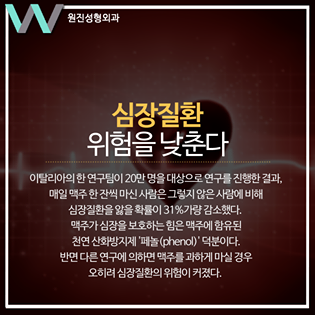 원진성형외과
심장질환
위험을 낮춘다
이탈리아의 한 연구팀이 20만 명을 대상으로 연구를 진행한 결과,
매일 맥주 한 잔씩 마신 사람은 그렇지 않은 사람에 비해
심장질환을 앓을 확률이 31%가량 감소했다.
맥주가 심장을 보호하는 힘은 맥주에 함유된
천연 산화방지제 '페놀(phenol)' 덕분이다.
반면 다른 연구에 의하면 맥주를 과하게 마실 경우
오히려 심장질환의 위험이 커졌다.